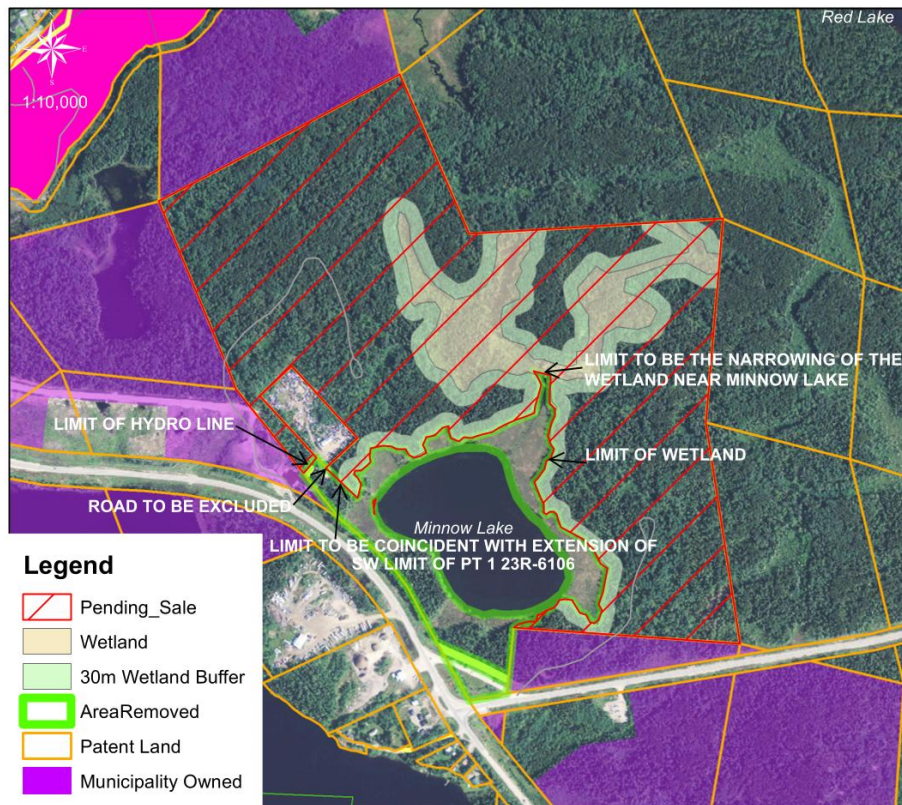 Red Lake
N
E
S
1:10,000
LIMIT TO BE THE NARROWING OF THE
WETLAND NEAR MINNOW LAKE
LIMIT OF HYDRO LINE
LIMIT OF WETLAND
ROAD TO BE EXCLUDED
Minnow Lake
LIMIT TO BE COINCIDENT WITH EXTENSION OF
SW LIMIT OF PT 1 23R-6106
Legend
Pending_Sale
Wetland
30m Wetland Buffer
AreaRemoved
Patent Land
Municipality Owned